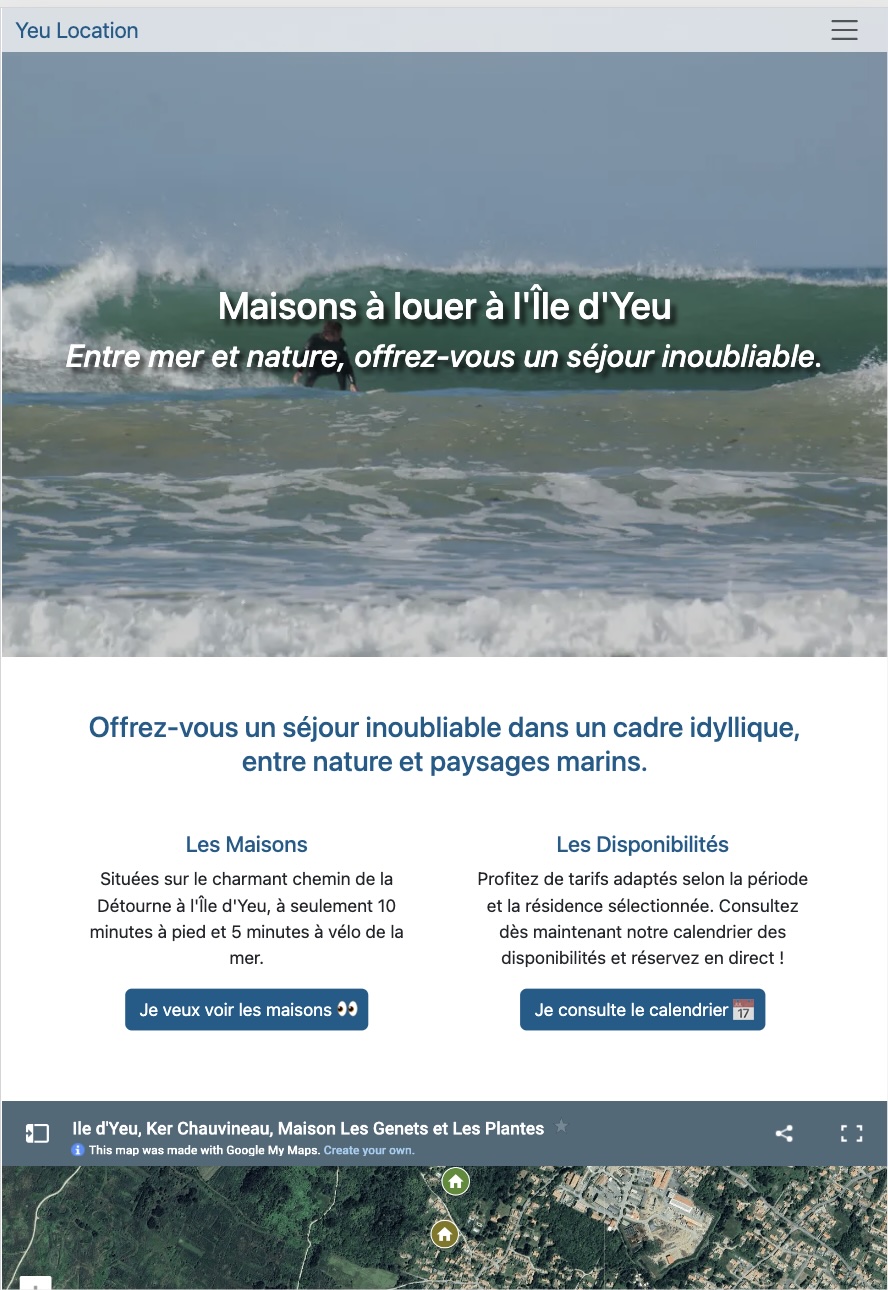 Yeu Location
Maisons à louer à l'Île d'Yeu
Entre mer et nature, offrez-vous un séjour inoubliable.
Offrez-vous un séjour inoubliable dans un cadre idyllique,
entre nature et paysages marins.
Les Maisons
Situées sur le charmant chemin de la
Détourne à l'Île d'Yeu, à seulement 10
minutes à pied et 5 minutes à vélo de la
mer.
Je veux voir les maisons 👀
Les Disponibilités
Profitez de tarifs adaptés selon la période
et la résidence sélectionnée. Consultez
dès maintenant notre calendrier des
disponibilités et réservez en direct !
Je consulte le calendrier 📅
Ile d'Yeu, Ker Chauvineau, Maison Les Genets et Les Plantes
This map was made with Google My Maps. Create your own.